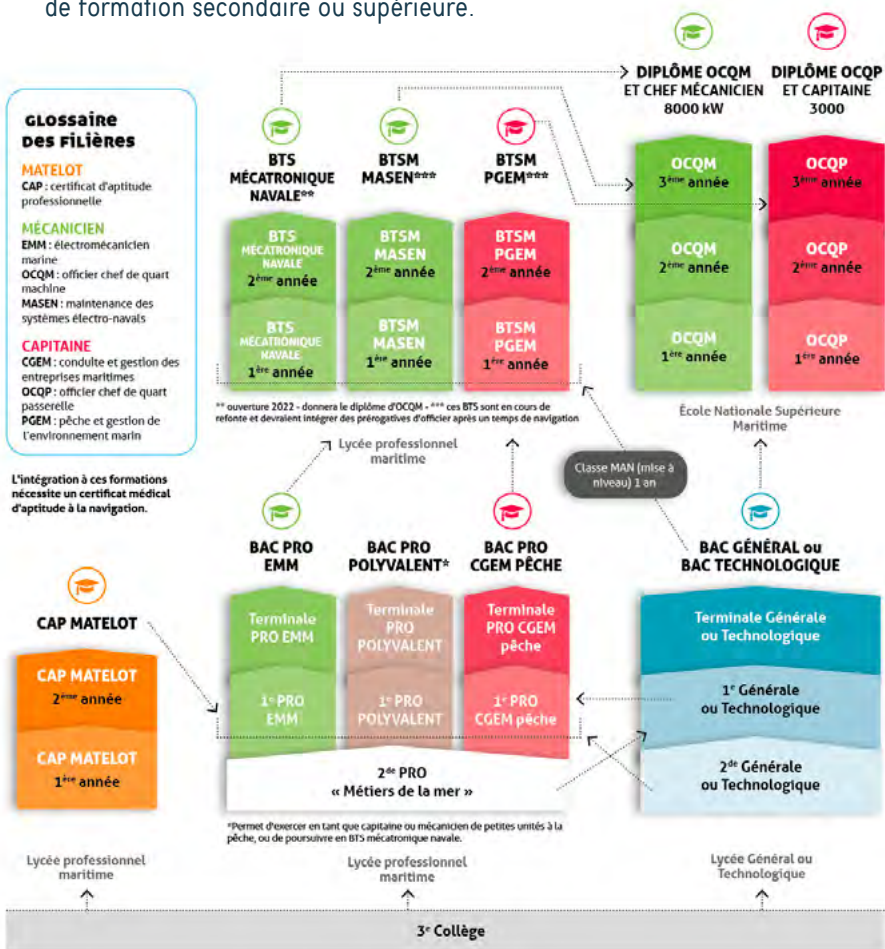 de formation secondaire ou supérieure.
GLOSSAIRE
DES FILIÈRES
MATELOT
CAP : certificat d'aptitude
professionnelle
MÉCANICIEN
EMM : électromécanicien
marine
OCQM : officier chef de quart
machine
MASEN : maintenance des
systèmes électro-navals
CAPITAINE
CGEM : conduite et gestion des
entreprises maritimes
OCQP : officier chef de quart
passerelle
PGEM : pêche et gestion de
l'environnement marin
L'intégration à ces formations
nécessite un certificat médical
d'aptitude à la navigation.
BTS
MÉCATRONIQUE
NAVALE**
BTS
MÉCATRONIQUE
NAVALE
2ème année
BTS
MÉCATRONIQUE
NAVALE
1ère année
BTSM
MASEN***
BTSM
MASEN
2ème année
BTSM
MASEN
1ère année
BTSM
PGEM***
BTSM
PGEM
2ème année
BTSM
PGEM
1ère année
** ouverture 2022 - donnera le diplôme d'OCQM - *** ces BTS sont en cours de
refonte et devraient intégrer des prérogatives d'officier après un temps de navigation
Lycée professionnel
maritime
DIPLÔME OCQM
ET CHEF MÉCANICIEN
8000 kW
OCQM
3ème année
OCQM
2ème année
OCQM
1ère année
DIPLÔME OCQP
ET CAPITAINE
3000
OCQP
3ème année
OCQP
2ème année
OCQP
1ère année
École Nationale Supérieure
Maritime
Classe MAN (mise à
niveau) 1 an
CAP MATELOT
CAP MATELOT
2ème année
CAP MATELOT
1ère année
Lycée professionnel
maritime
BAC PRO
EMM
Terminale
PRO EMM
1e PRO
EMM
BAC PRO
POLYVALENT*
Terminale
PRO
POLYVALENT
1e PRO
POLYVALENT
BAC PRO
CGEM PÊCHE
Terminale
PRO CGEM
pêche
1e PRO
CGEM pêche
2de PRO
« Métiers de la mer »
*Permet d'exercer en tant que capitaine ou mécanicien de petites unités à la
pêche, ou de poursuivre en BTS mécatronique navale.
Lycée professionnel
maritime
BAC GÉNÉRAL ou
BAC TECHNOLOGIQUE
Terminale Générale
ou Technologique
1e Générale
ou Technologique
2de Générale
ou Technologique
Lycée Général ou
Technologique
3e Collège